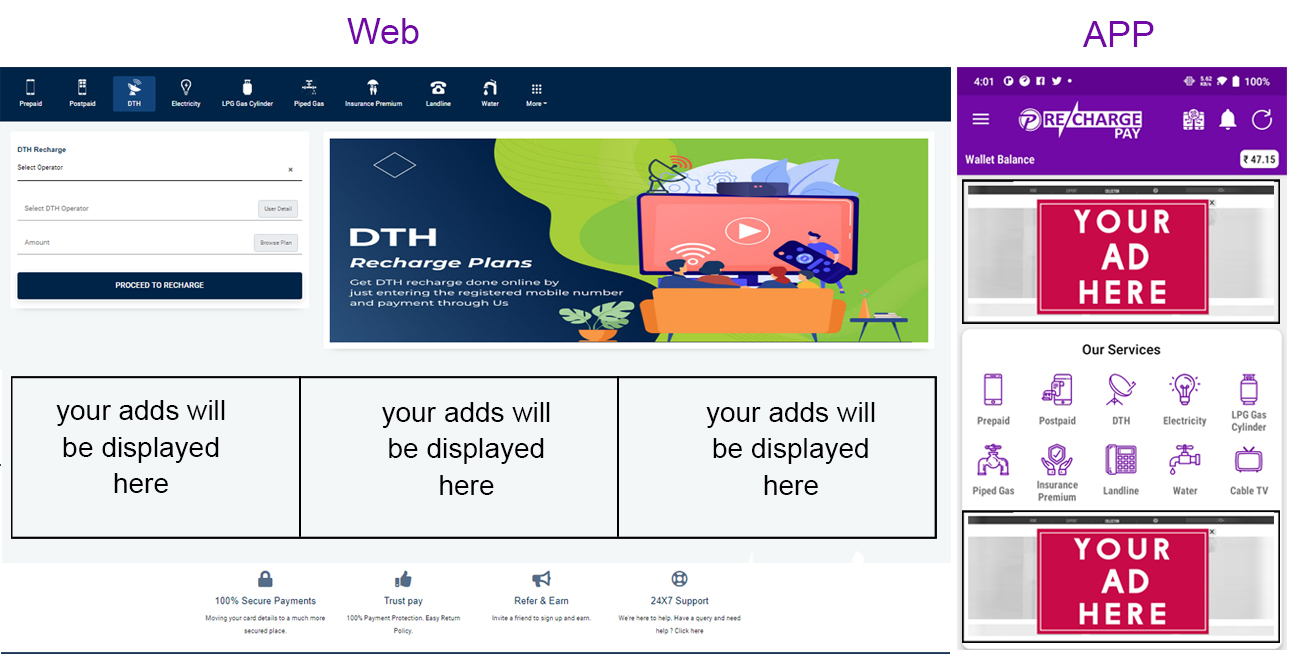 Web
APP
Prepaid
Postpaid
DTH
Electricity
LPG Gas Cylinder
Piped Gas
Insurance Premium
Landline
Water
More
DTH Recharge
Select Operator
×
Select DTH Operator
User Detail
Amount
Browse Plan
PROCEED TO RECHARGE
DTH
Recharge Plans
Get DTH recharge done online by
just entering the registered mobile number
and payment through Us
your adds will
be displayed
here
your adds will
be displayed
here
your adds will
be displayed
here
100% Secure Payments
Moving your card details to a much more
secured place.
Trust pay
100% Payment Protection. Easy Return
Policy.
Refer & Earn
Invite a friend to sign up and earn.
24X7 Support
We're here to help. Have a query and need
help ? Click here
4:01
5.62
100%
RECHARGE
PAY
Wallet Balance
₹ 47.15
X
YOUR
AD
HERE
Our Services
Prepaid
Postpaid
DTH
Electricity
LPG Gas
Cylinder
Piped Gas
Insurance
Premium
Landline
Water
Cable TV
X
YOUR
AD
HERE